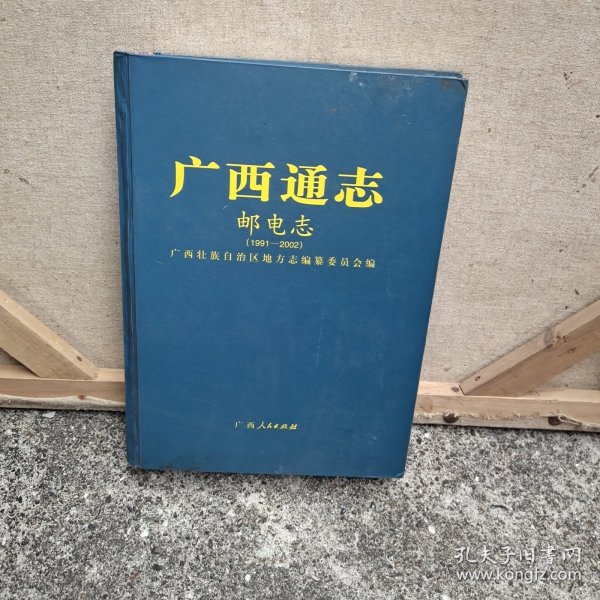 广西通志
邮电志
(1991—2002)
广西壮族自治区地方志编纂委员会编
广西人民出版社
孔夫子旧书网
www.kongfz.com